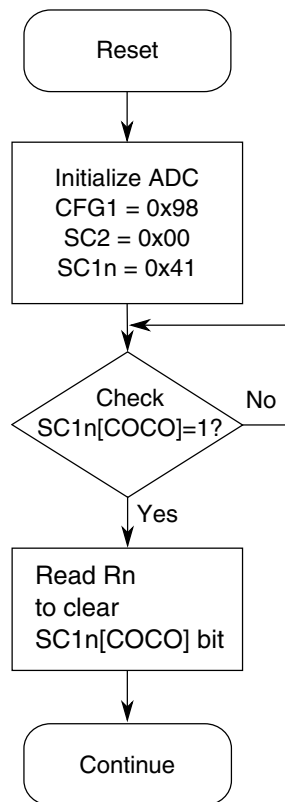 Reset
Initialize ADC
CFG1 = 0x98
SC2 = 0x00
SC1n = 0x41
Check
SC1n[COCO]=1?
No
Yes
Read Rn
to clear
SC1n[COCO] bit
Continue